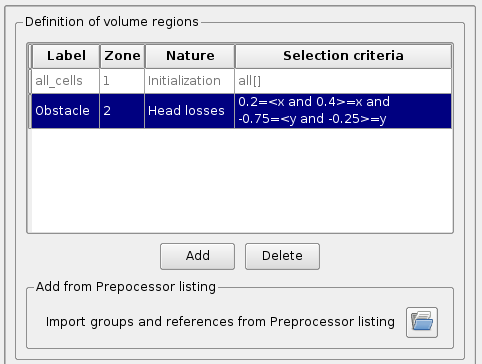 Definition of volume regions
Label Zone Nature Selection criteria
all_cells 1 Initialization all[]
Obstacle 2 Head losses 0.2=<x and 0.4>=x and
-0.75=<y and -0.25>=y
Add Delete
Add from Prepocessor listing
Import groups and references from Preprocessor listing